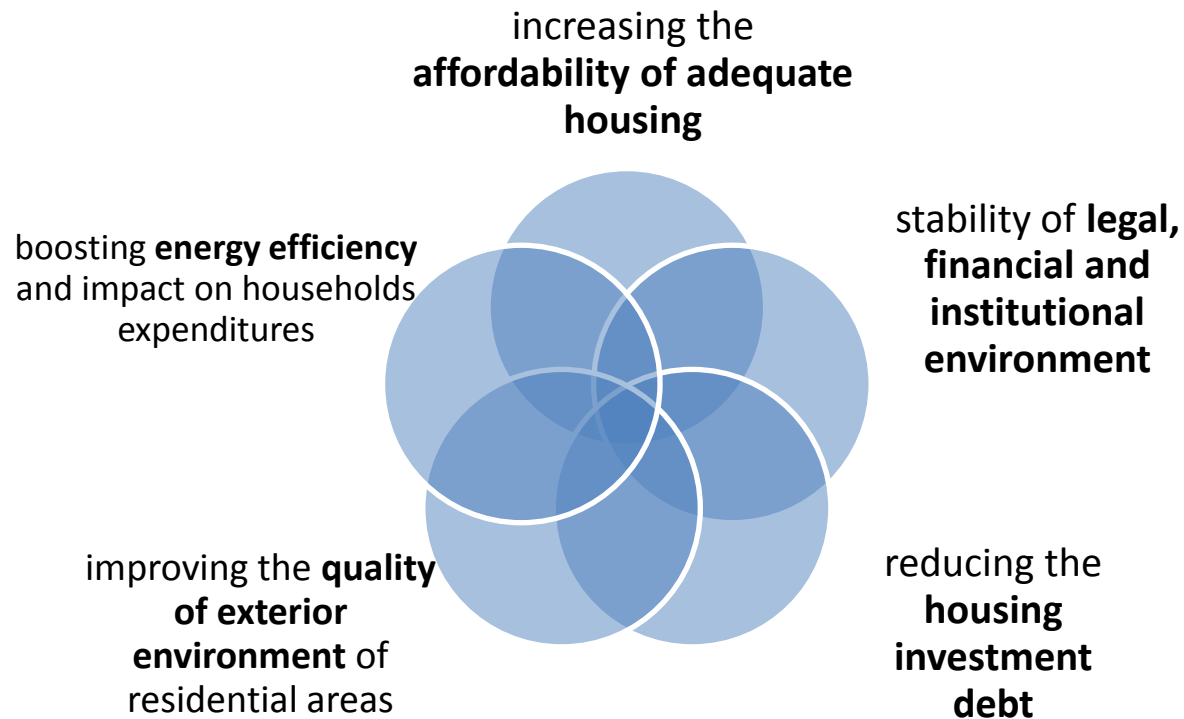 increasing the
affordability of adequate
housing
stability of legal,
financial and
institutional
environment
reducing the
housing
investment
debt
improving the quality
of exterior
environment of
residential areas
boosting energy efficiency
and impact on households
expenditures